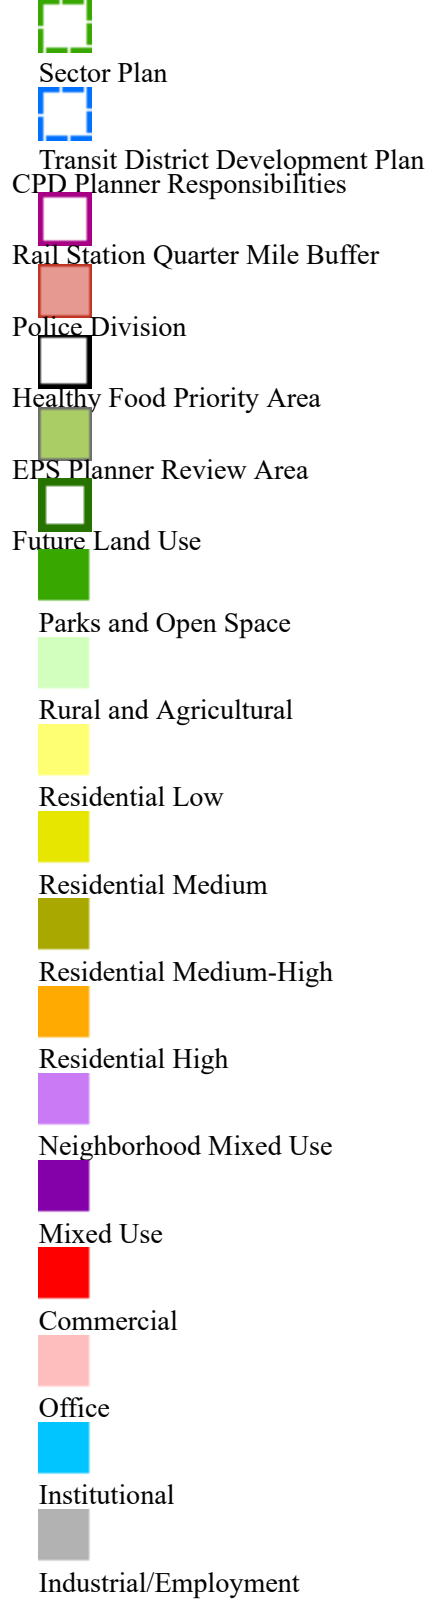 Sector Plan
Transit District Development Plan
CPD Planner Responsibilities
Rail Station Quarter Mile Buffer
Police Division
Healthy Food Priority Area
EPS Planner Review Area
Future Land Use
Parks and Open Space
Rural and Agricultural
Residential Low
Residential Medium
Residential Medium-High
Residential High
Neighborhood Mixed Use
Mixed Use
Commercial
Office
Institutional
Industrial/Employment